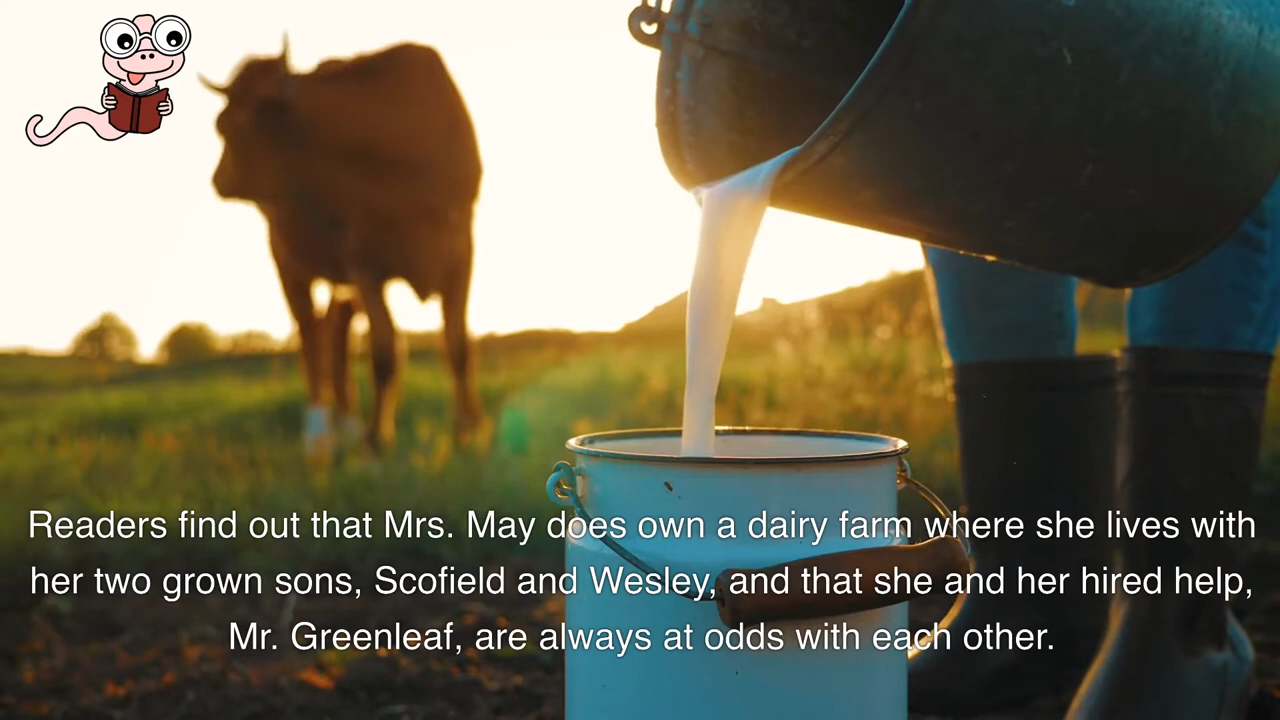 Readers find out that Mrs. May does own a dairy farm where she lives with
her two grown sons, Scofield and Wesley, and that she and her hired help,
Mr. Greenleaf, are always at odds with each other.